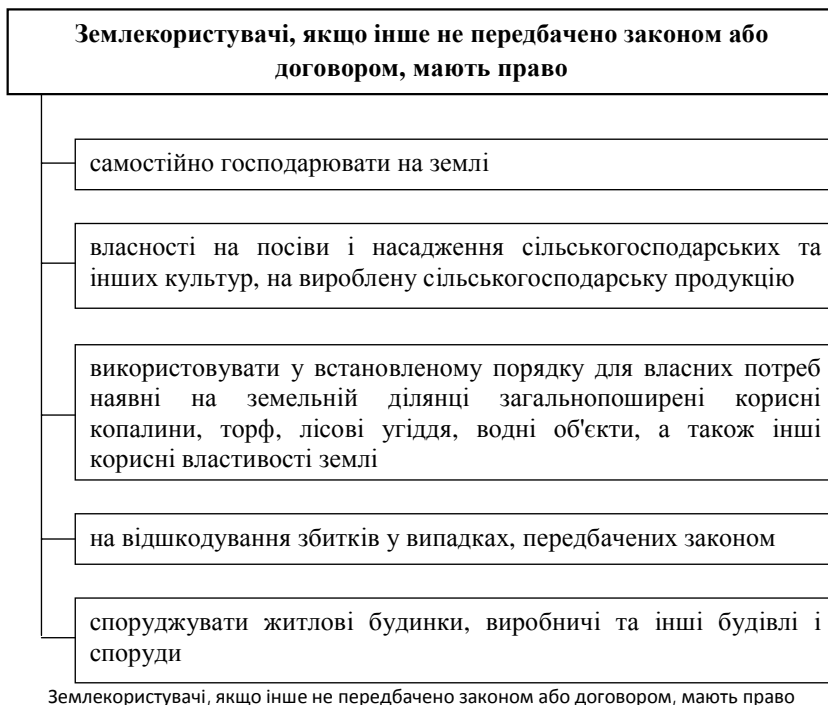 Землекористувачі, якщо інше не передбачено законом або
договором, мають право
самостійно господарювати на землі
власності на посіви і насадження сільськогосподарських та
інших культур, на вироблену сільськогосподарську продукцію
використовувати у встановленому порядку для власних потреб
наявні на земельній ділянці загальнопоширені корисні
копалини, торф, лісові угіддя, водні об'єкти, а також інші
корисні властивості землі
на відшкодування збитків у випадках, передбачених законом
споруджувати житлові будинки, виробничі та інші будівлі і
споруди
Землекористувачі, якщо інше не передбачено законом або договором, мають право